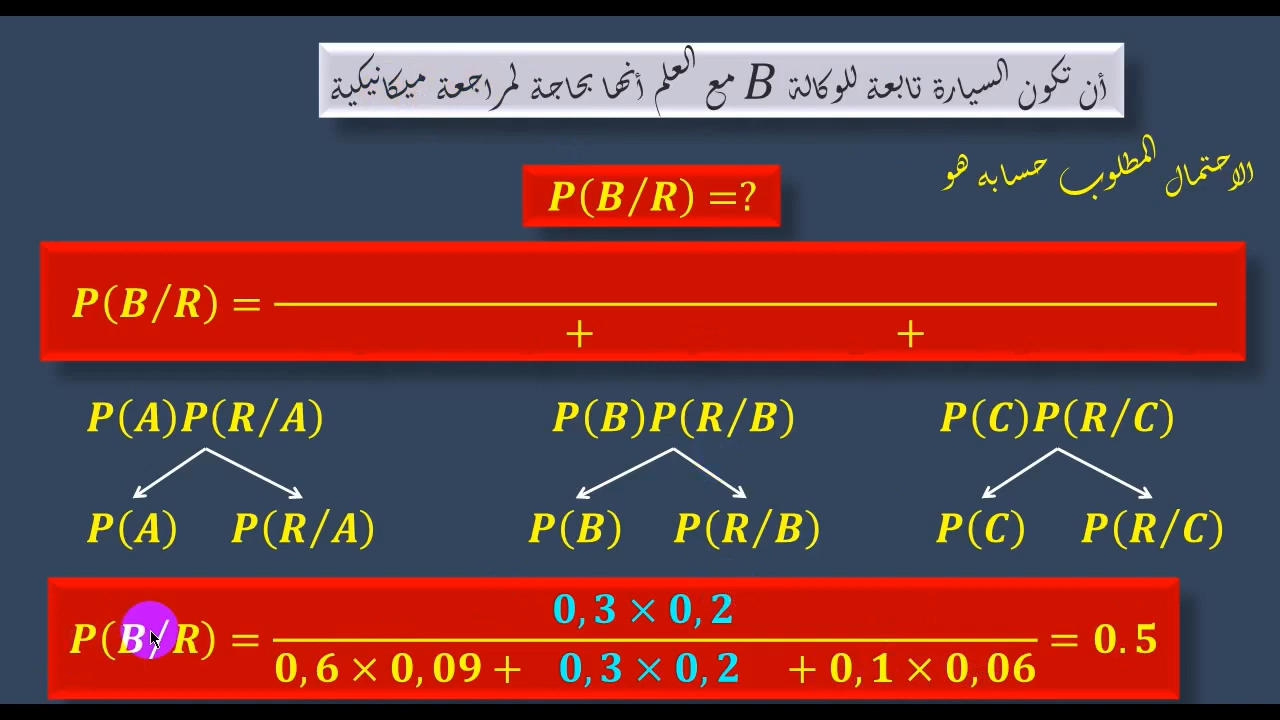 أن تكون السيارة تابعة للوكالة B مع العلم أنها بحاجة لمراجعة ميكانيكية
الاحتمال المطلوب حسابه هو
P(B/R) =?
P(B/R) =
+ +
P(A)P(R/A) P(B)P(R/B) P(C)P(R/C)
P(A) P(R/A) P(B) P(R/B) P(C) P(R/C)
0,3 × 0,2
P(B/R) = = 0.5
0,6 × 0,09 + 0,3 × 0,2 + 0,1 × 0,06